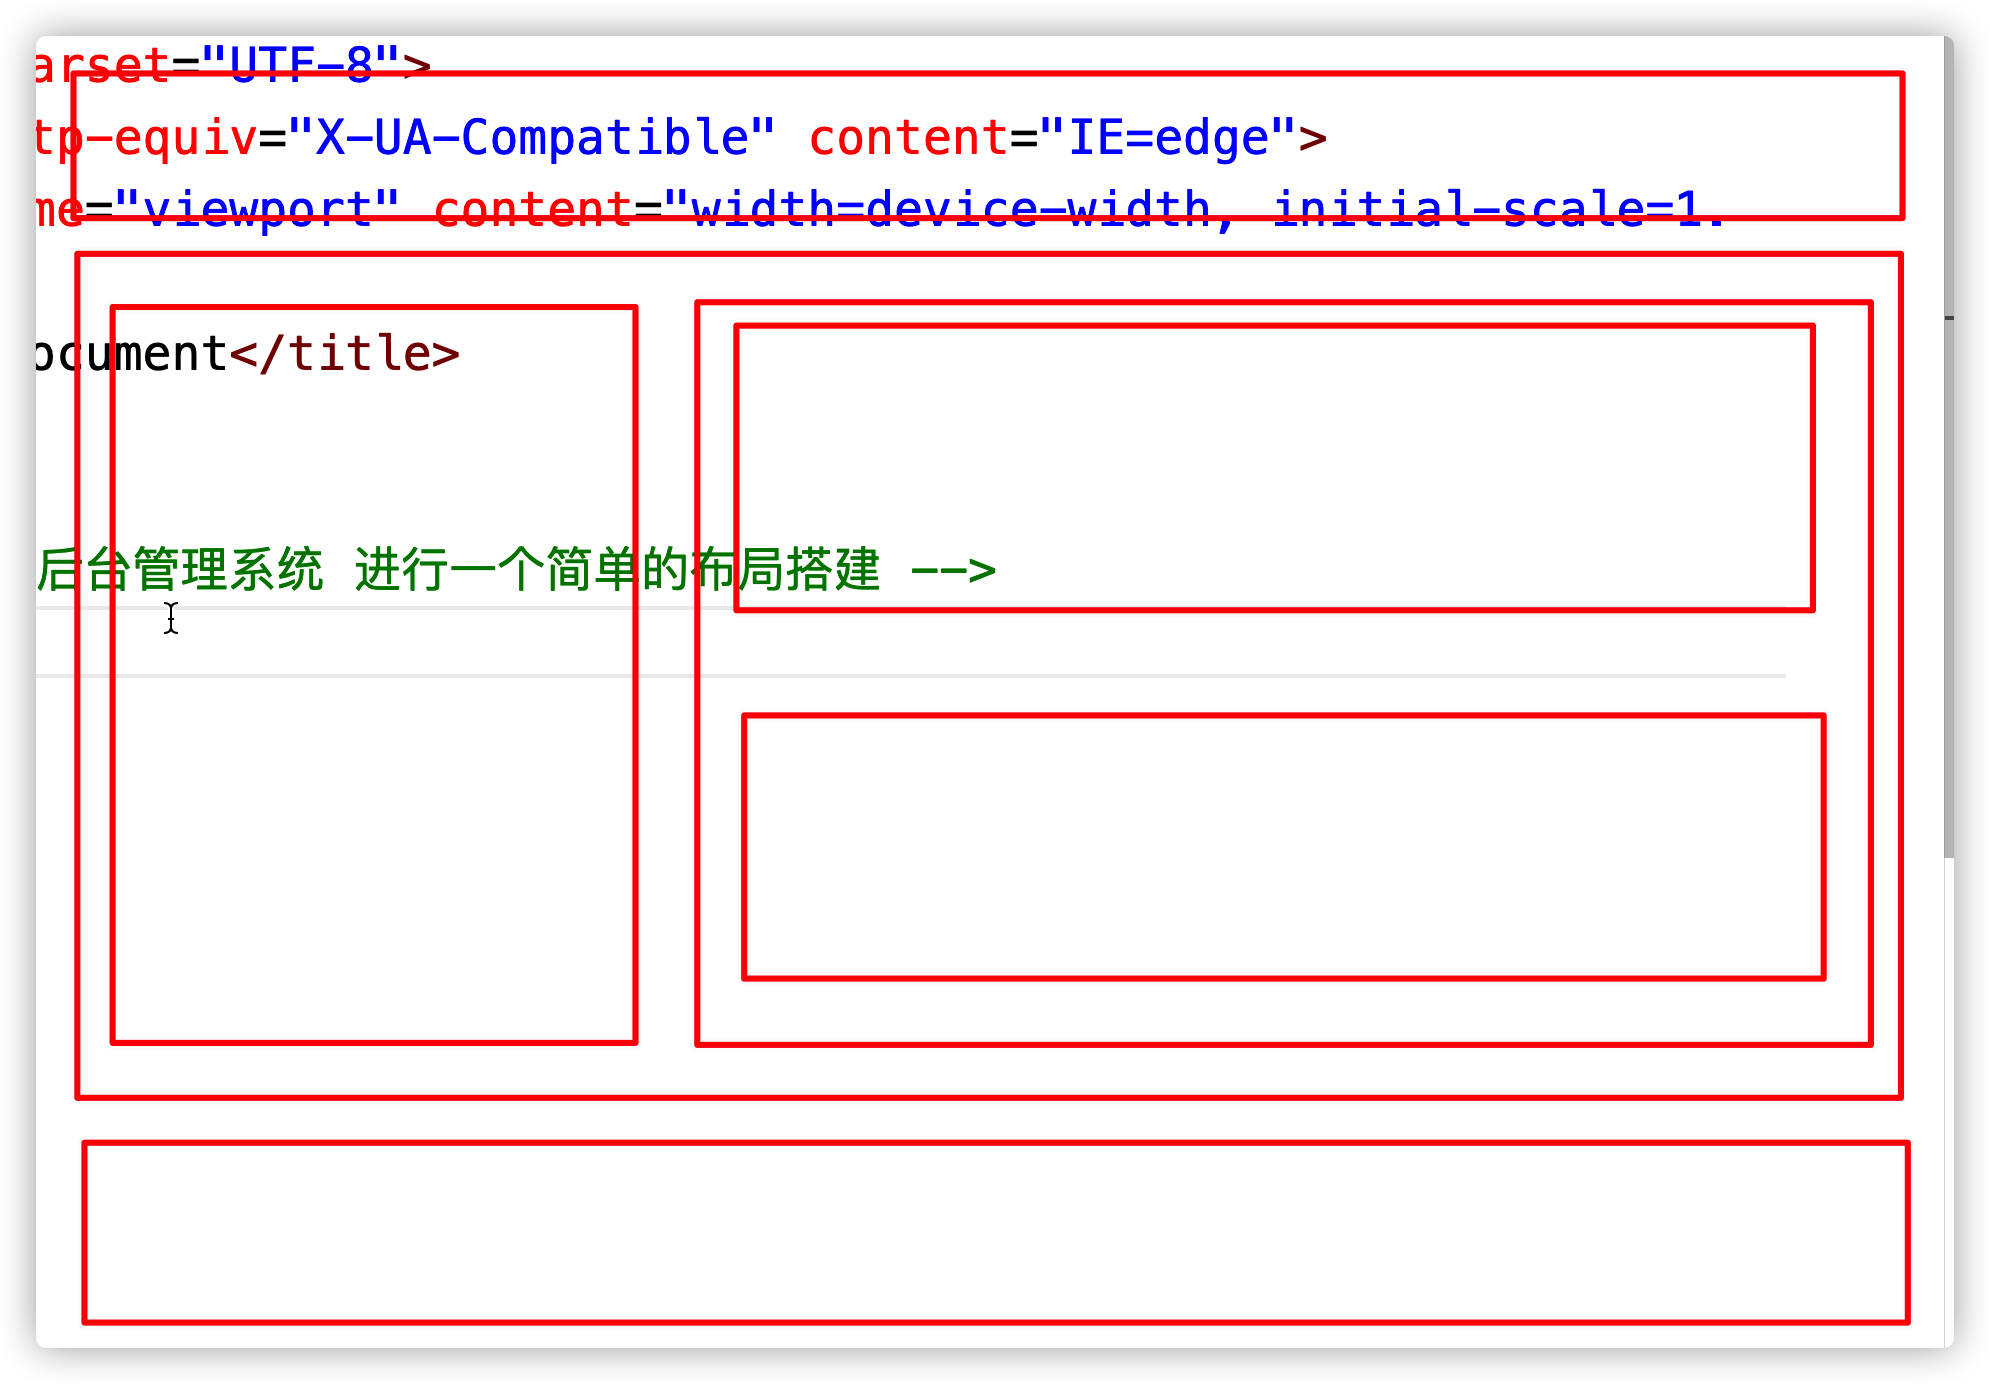 arset="UTF-8">
tp-equiv="X-UA-Compatible" content="IE=edge">
me="viewport" content="width=device-width, initial-scale=1.
ocument</title>
后台管理系统 进行一个简单的布局搭建 -->